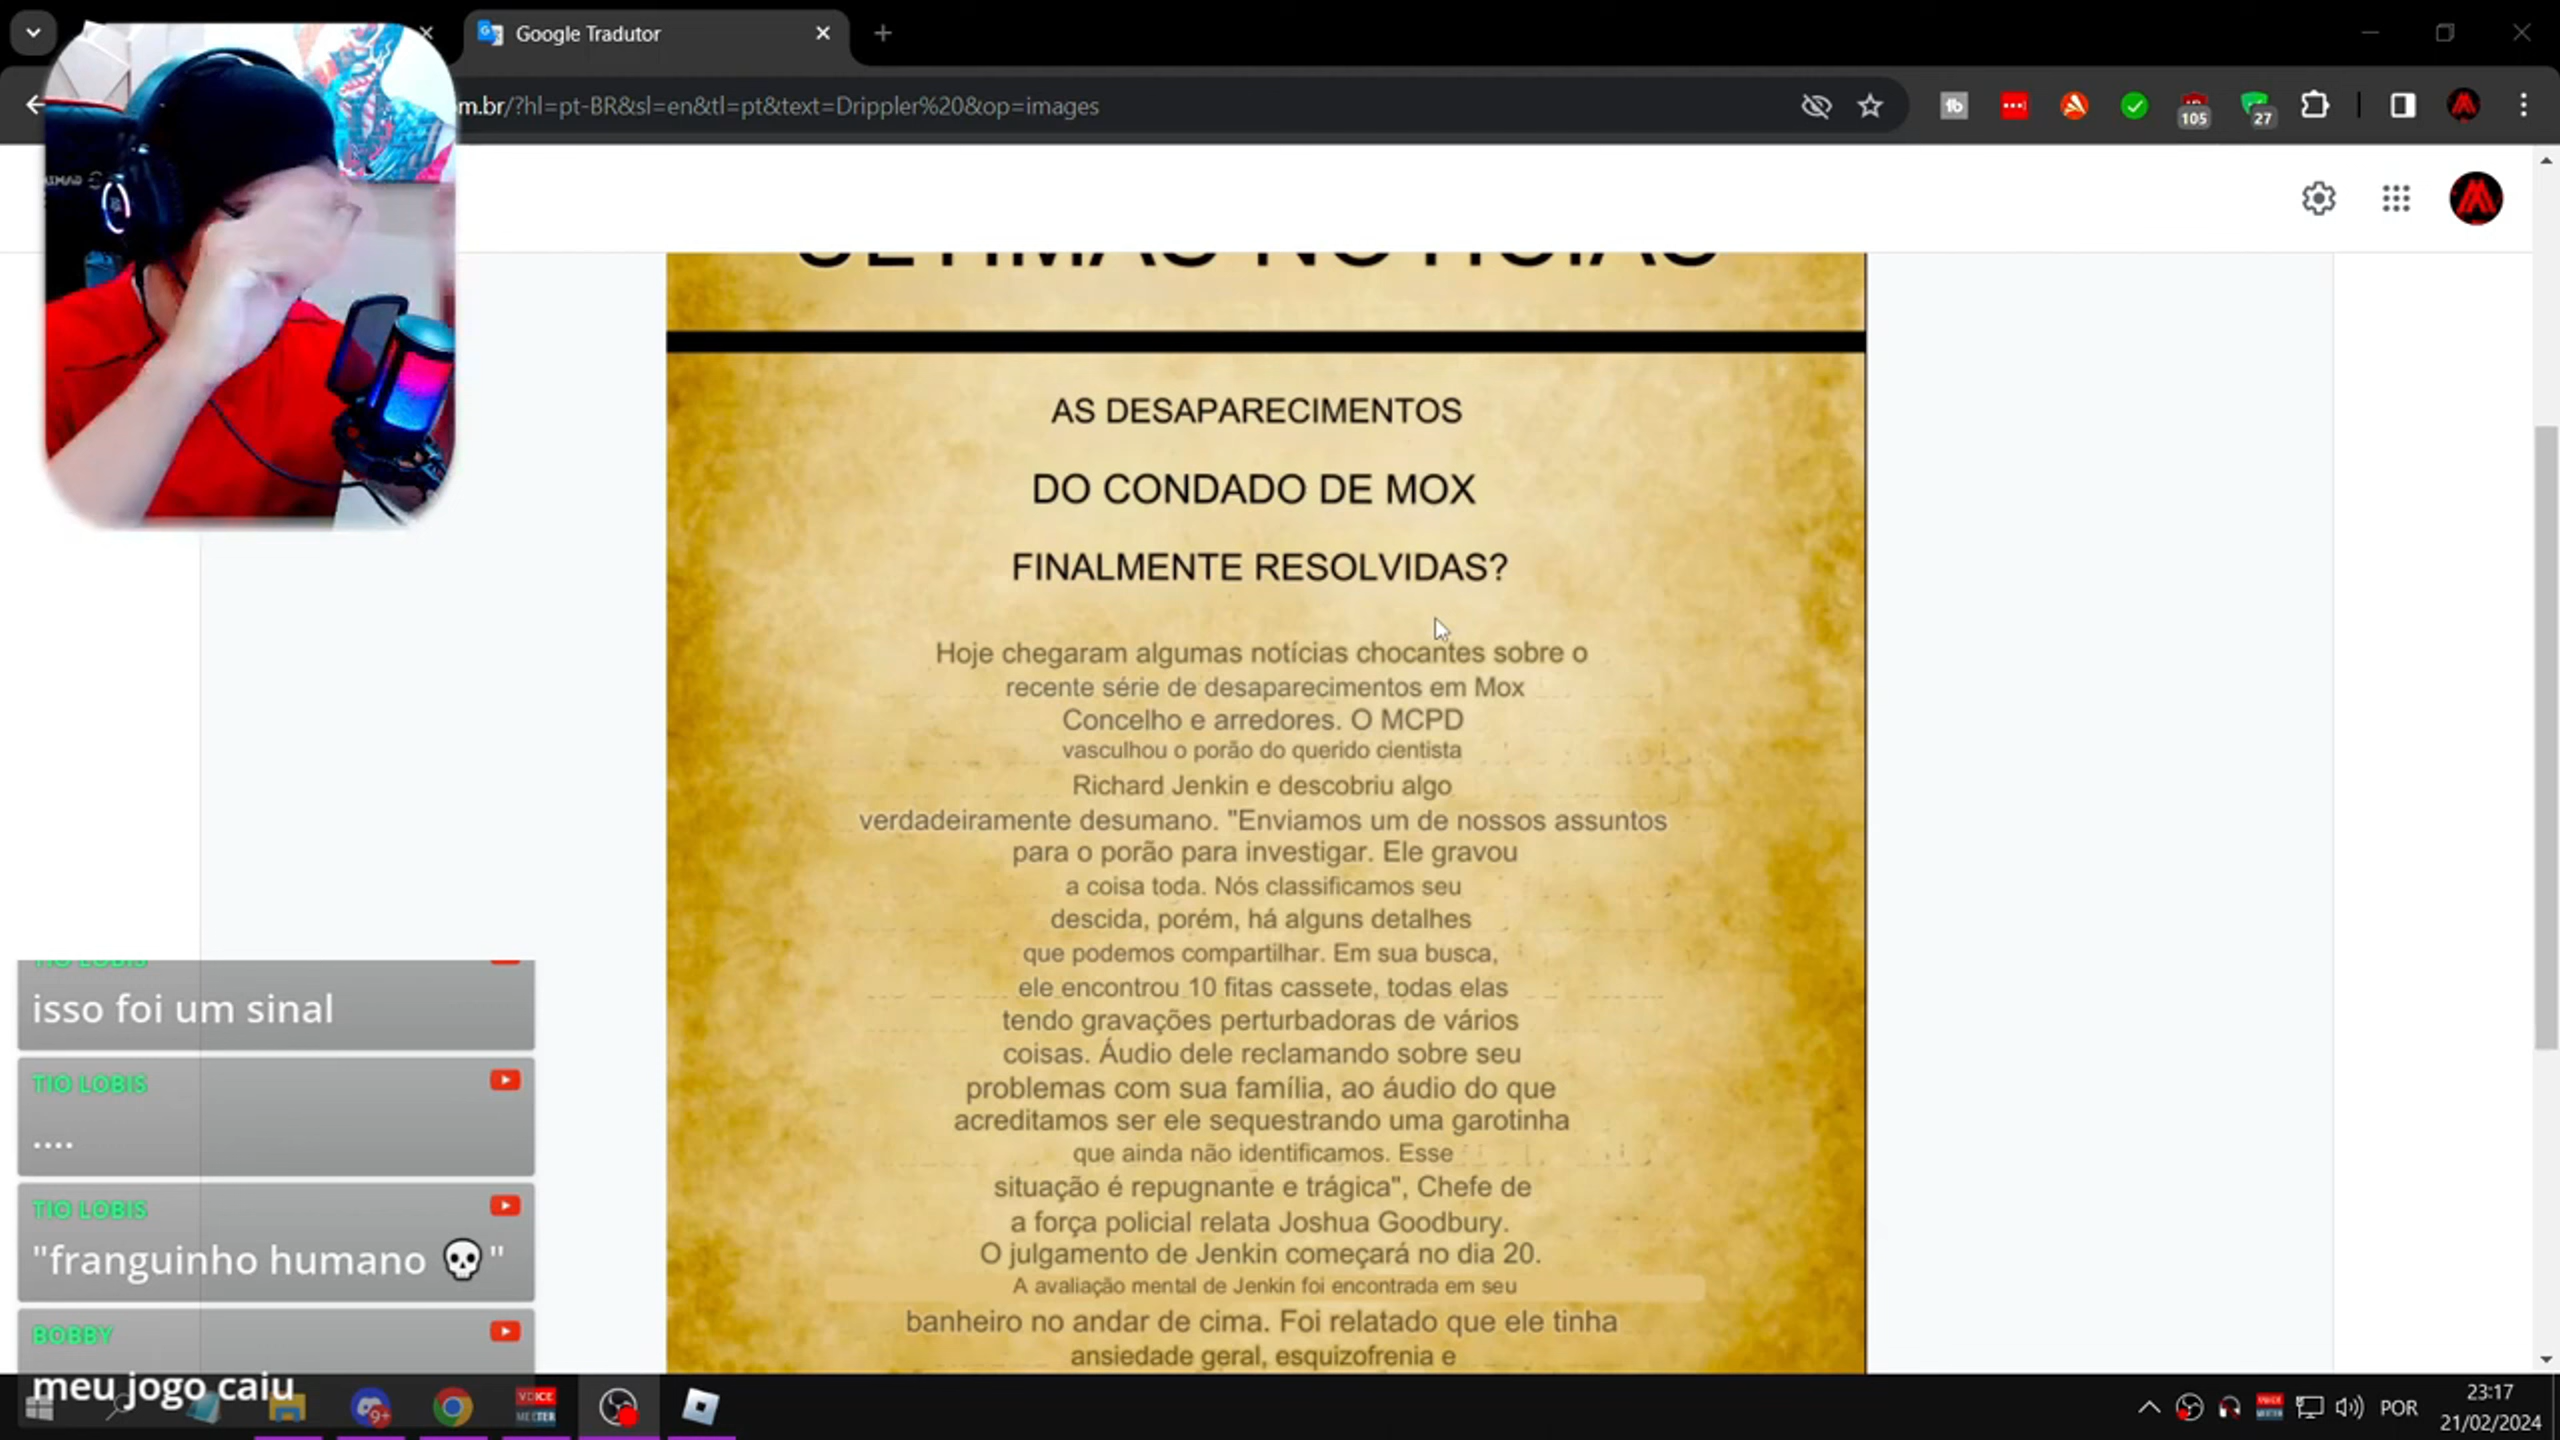 Google Tradutor
m.br/?hl=pt-BR&sl=en&tl=pt&text=Drippler%20&op=images
105
27
ÚLTIMAS NOTÍCIAS
AS DESAPARECIMENTOS
DO CONDADO DE MOX
FINALMENTE RESOLVIDAS?
Hoje chegaram algumas notícias chocantes sobre o
recente série de desaparecimentos em Mox
Concelho e arredores. O MCPD
vasculhou o porão do querido cientista
Richard Jenkin e descobriu algo
verdadeiramente desumano. "Enviamos um de nossos assuntos
para o porão para investigar. Ele gravou
a coisa toda. Nós classificamos seu
descida, porém, há alguns detalhes
que podemos compartilhar. Em sua busca,
ele encontrou 10 fitas cassete, todas elas
tendo gravações perturbadoras de vários
coisas. Áudio dele reclamando sobre seu
problemas com sua família, ao áudio do que
acreditamos ser ele sequestrando uma garotinha
que ainda não identificamos. Esse
situação é repugnante e trágica", Chefe de
a força policial relata Joshua Goodbury.
O julgamento de Jenkin começará no dia 20.
A avaliação mental de Jenkin foi encontrada em seu
banheiro no andar de cima. Foi relatado que ele tinha
ansiedade geral, esquizofrenia e
TIO LOBIS
isso foi um sinal
TIO LOBIS
....
TIO LOBIS
"franguinho humano 💀"
BOBBY
meu jogo caiu
9+
VOICE
MEETER
POR
23:17
21/02/2024